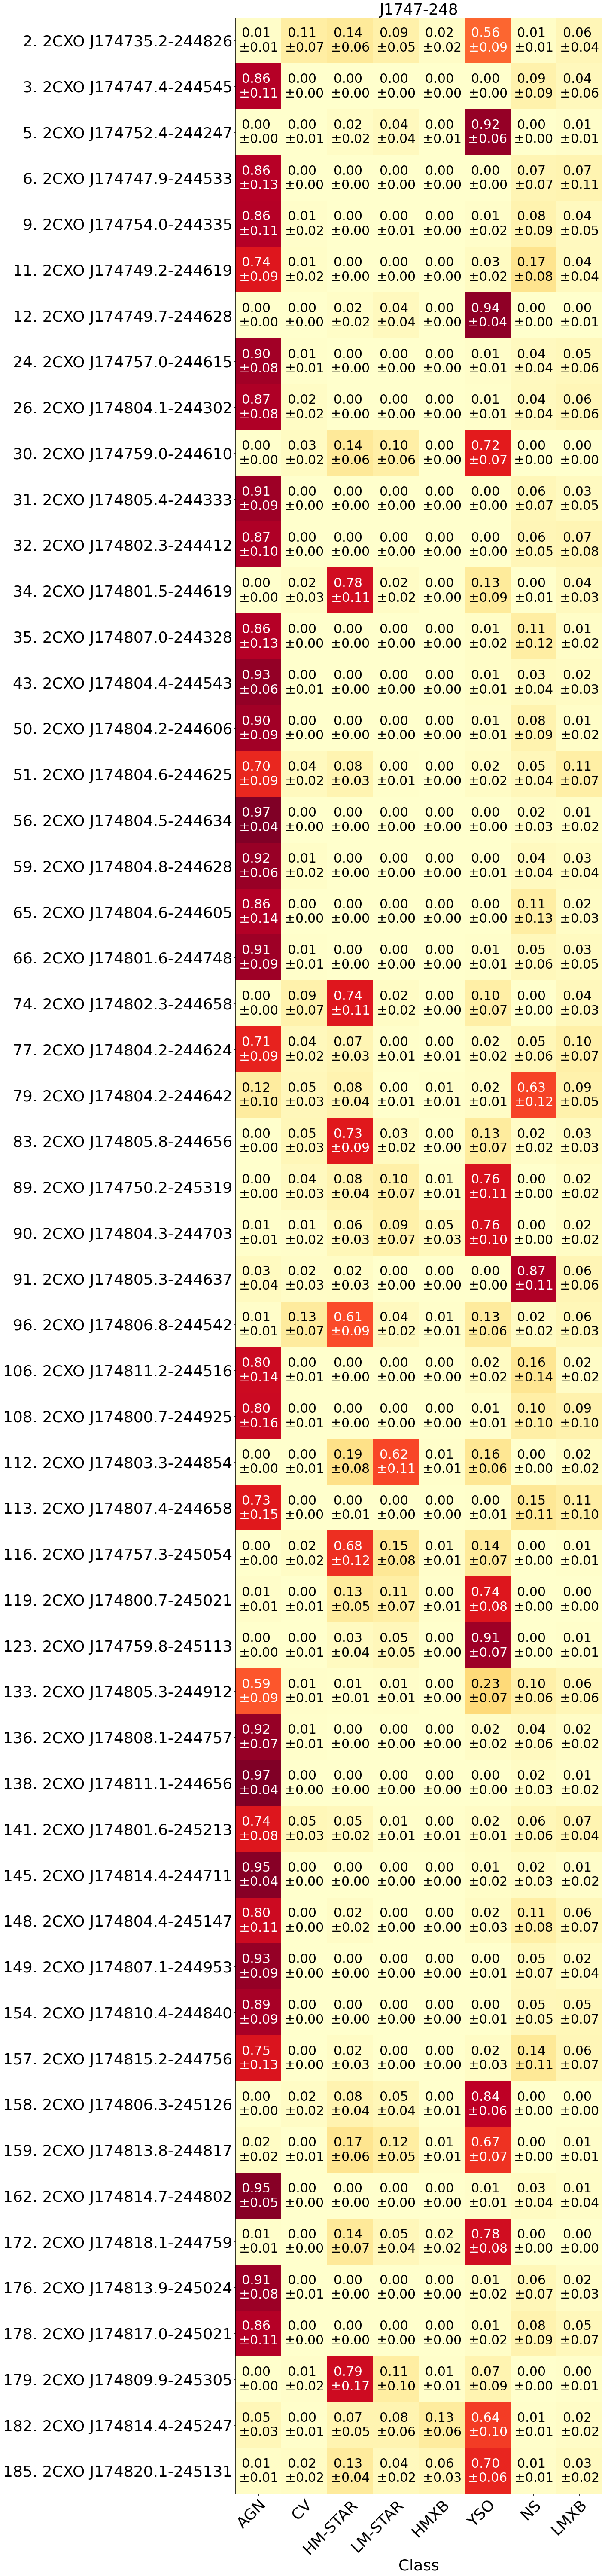 J1747-248
2. 2CXO J174735.2-244826 0.01 0.11 0.14 0.09 0.02 0.56 0.01 0.06
±0.01 ±0.07 ±0.06 ±0.05 ±0.02 ±0.09 ±0.01 ±0.04
3. 2CXO J174747.4-244545 0.86 0.00 0.00 0.00 0.00 0.00 0.09 0.04
±0.11 ±0.00 ±0.00 ±0.00 ±0.00 ±0.00 ±0.09 ±0.06
5. 2CXO J174752.4-244247 0.00 0.00 0.02 0.04 0.00 0.92 0.00 0.01
±0.00 ±0.01 ±0.02 ±0.04 ±0.01 ±0.06 ±0.00 ±0.01
6. 2CXO J174747.9-244533 0.86 0.00 0.00 0.00 0.00 0.00 0.07 0.07
±0.13 ±0.00 ±0.00 ±0.00 ±0.00 ±0.00 ±0.07 ±0.11
9. 2CXO J174754.0-244335 0.86 0.01 0.00 0.00 0.00 0.01 0.08 0.04
±0.11 ±0.02 ±0.00 ±0.01 ±0.00 ±0.02 ±0.09 ±0.05
11. 2CXO J174749.2-244619 0.74 0.01 0.00 0.00 0.00 0.03 0.17 0.04
±0.09 ±0.02 ±0.00 ±0.00 ±0.00 ±0.02 ±0.08 ±0.04
12. 2CXO J174749.7-244628 0.00 0.00 0.02 0.04 0.00 0.94 0.00 0.00
±0.00 ±0.00 ±0.02 ±0.04 ±0.00 ±0.04 ±0.00 ±0.01
24. 2CXO J174757.0-244615 0.90 0.01 0.00 0.00 0.00 0.01 0.04 0.05
±0.08 ±0.01 ±0.00 ±0.00 ±0.00 ±0.01 ±0.04 ±0.06
26. 2CXO J174804.1-244302 0.87 0.02 0.00 0.00 0.00 0.01 0.04 0.06
±0.08 ±0.02 ±0.00 ±0.00 ±0.00 ±0.01 ±0.04 ±0.06
30. 2CXO J174759.0-244610 0.00 0.03 0.14 0.10 0.00 0.72 0.00 0.00
±0.00 ±0.02 ±0.06 ±0.06 ±0.00 ±0.07 ±0.00 ±0.00
31. 2CXO J174805.4-244333 0.91 0.00 0.00 0.00 0.00 0.00 0.06 0.03
±0.09 ±0.00 ±0.00 ±0.00 ±0.00 ±0.00 ±0.07 ±0.05
32. 2CXO J174802.3-244412 0.87 0.00 0.00 0.00 0.00 0.00 0.06 0.07
±0.10 ±0.00 ±0.00 ±0.00 ±0.00 ±0.00 ±0.05 ±0.08
34. 2CXO J174801.5-244619 0.00 0.02 0.78 0.02 0.00 0.13 0.00 0.04
±0.00 ±0.03 ±0.11 ±0.02 ±0.00 ±0.09 ±0.01 ±0.03
35. 2CXO J174807.0-244328 0.86 0.00 0.00 0.00 0.00 0.01 0.11 0.01
±0.13 ±0.00 ±0.00 ±0.00 ±0.00 ±0.02 ±0.12 ±0.02
43. 2CXO J174804.4-244543 0.93 0.00 0.00 0.00 0.00 0.01 0.03 0.02
±0.06 ±0.01 ±0.00 ±0.00 ±0.00 ±0.01 ±0.04 ±0.03
50. 2CXO J174804.2-244606 0.90 0.00 0.00 0.00 0.00 0.01 0.08 0.01
±0.09 ±0.00 ±0.00 ±0.00 ±0.00 ±0.01 ±0.09 ±0.02
51. 2CXO J174804.6-244625 0.70 0.04 0.08 0.00 0.00 0.02 0.05 0.11
±0.09 ±0.02 ±0.03 ±0.01 ±0.00 ±0.02 ±0.04 ±0.07
56. 2CXO J174804.5-244634 0.97 0.00 0.00 0.00 0.00 0.00 0.02 0.01
±0.04 ±0.00 ±0.00 ±0.00 ±0.00 ±0.00 ±0.03 ±0.02
59. 2CXO J174804.8-244628 0.92 0.01 0.00 0.00 0.00 0.00 0.04 0.03
±0.06 ±0.02 ±0.00 ±0.00 ±0.00 ±0.01 ±0.04 ±0.04
65. 2CXO J174804.6-244605 0.86 0.00 0.00 0.00 0.00 0.00 0.11 0.02
±0.14 ±0.00 ±0.00 ±0.00 ±0.00 ±0.00 ±0.13 ±0.03
66. 2CXO J174801.6-244748 0.91 0.01 0.00 0.00 0.00 0.01 0.05 0.03
±0.09 ±0.01 ±0.00 ±0.00 ±0.00 ±0.01 ±0.06 ±0.05
74. 2CXO J174802.3-244658 0.00 0.09 0.74 0.02 0.00 0.10 0.00 0.04
±0.00 ±0.07 ±0.11 ±0.02 ±0.00 ±0.07 ±0.00 ±0.03
77. 2CXO J174804.2-244624 0.71 0.04 0.07 0.00 0.00 0.02 0.05 0.10
±0.09 ±0.02 ±0.03 ±0.01 ±0.00 ±0.02 ±0.06 ±0.07
79. 2CXO J174804.2-244642 0.12 0.05 0.08 0.00 0.01 0.02 0.63 0.09
±0.10 ±0.03 ±0.04 ±0.01 ±0.01 ±0.01 ±0.12 ±0.05
83. 2CXO J174805.8-244656 0.00 0.05 0.73 0.03 0.00 0.13 0.02 0.03
±0.00 ±0.03 ±0.09 ±0.02 ±0.00 ±0.07 ±0.02 ±0.03
89. 2CXO J174750.2-245319 0.00 0.04 0.08 0.10 0.01 0.76 0.00 0.02
±0.00 ±0.03 ±0.04 ±0.07 ±0.01 ±0.11 ±0.00 ±0.02
90. 2CXO J174804.3-244703 0.01 0.01 0.06 0.09 0.05 0.76 0.00 0.02
±0.01 ±0.02 ±0.03 ±0.07 ±0.03 ±0.10 ±0.00 ±0.02
91. 2CXO J174805.3-244637 0.03 0.02 0.02 0.00 0.00 0.00 0.87 0.06
±0.04 ±0.03 ±0.03 ±0.00 ±0.00 ±0.00 ±0.11 ±0.06
96. 2CXO J174806.8-244542 0.01 0.13 0.61 0.04 0.01 0.13 0.02 0.06
±0.01 ±0.07 ±0.09 ±0.02 ±0.01 ±0.06 ±0.02 ±0.03
106. 2CXO J174811.2-244516 0.80 0.00 0.00 0.00 0.00 0.02 0.16 0.02
±0.14 ±0.01 ±0.00 ±0.00 ±0.00 ±0.02 ±0.14 ±0.02
108. 2CXO J174800.7-244925 0.80 0.00 0.00 0.00 0.00 0.01 0.10 0.09
±0.16 ±0.01 ±0.00 ±0.00 ±0.00 ±0.01 ±0.10 ±0.10
112. 2CXO J174803.3-244854 0.00 0.00 0.19 0.62 0.01 0.16 0.00 0.02
±0.00 ±0.01 ±0.08 ±0.11 ±0.01 ±0.06 ±0.00 ±0.02
113. 2CXO J174807.4-244658 0.73 0.00 0.00 0.00 0.00 0.00 0.15 0.11
±0.15 ±0.00 ±0.01 ±0.00 ±0.00 ±0.01 ±0.11 ±0.10
116. 2CXO J174757.3-245054 0.00 0.02 0.68 0.15 0.01 0.14 0.00 0.01
±0.00 ±0.02 ±0.12 ±0.08 ±0.01 ±0.07 ±0.00 ±0.01
119. 2CXO J174800.7-245021 0.01 0.00 0.13 0.11 0.00 0.74 0.00 0.00
±0.01 ±0.00 ±0.05 ±0.07 ±0.01 ±0.08 ±0.00 ±0.00
123. 2CXO J174759.8-245113 0.00 0.00 0.03 0.05 0.00 0.91 0.00 0.01
±0.00 ±0.01 ±0.04 ±0.05 ±0.00 ±0.07 ±0.00 ±0.01
133. 2CXO J174805.3-244912 0.59 0.01 0.01 0.01 0.00 0.23 0.10 0.06
±0.09 ±0.01 ±0.01 ±0.01 ±0.00 ±0.07 ±0.06 ±0.06
136. 2CXO J174808.1-244757 0.92 0.01 0.00 0.00 0.00 0.02 0.04 0.02
±0.07 ±0.01 ±0.00 ±0.00 ±0.00 ±0.02 ±0.06 ±0.02
138. 2CXO J174811.1-244656 0.97 0.00 0.00 0.00 0.00 0.00 0.02 0.01
±0.04 ±0.00 ±0.00 ±0.00 ±0.00 ±0.00 ±0.03 ±0.02
141. 2CXO J174801.6-245213 0.74 0.05 0.05 0.01 0.00 0.02 0.06 0.07
±0.08 ±0.03 ±0.02 ±0.01 ±0.01 ±0.01 ±0.06 ±0.04
145. 2CXO J174814.4-244711 0.95 0.00 0.00 0.00 0.00 0.01 0.02 0.01
±0.04 ±0.00 ±0.00 ±0.00 ±0.00 ±0.02 ±0.03 ±0.02
148. 2CXO J174804.4-245147 0.80 0.00 0.02 0.00 0.00 0.02 0.11 0.06
±0.11 ±0.00 ±0.02 ±0.00 ±0.00 ±0.03 ±0.08 ±0.07
149. 2CXO J174807.1-244953 0.93 0.00 0.00 0.00 0.00 0.00 0.05 0.02
±0.09 ±0.00 ±0.00 ±0.00 ±0.00 ±0.01 ±0.07 ±0.04
154. 2CXO J174810.4-244840 0.89 0.00 0.00 0.00 0.00 0.00 0.05 0.05
±0.09 ±0.00 ±0.00 ±0.00 ±0.00 ±0.01 ±0.05 ±0.07
157. 2CXO J174815.2-244756 0.75 0.00 0.02 0.00 0.00 0.02 0.14 0.06
±0.13 ±0.00 ±0.03 ±0.00 ±0.00 ±0.03 ±0.11 ±0.07
158. 2CXO J174806.3-245126 0.00 0.02 0.08 0.05 0.00 0.84 0.00 0.00
±0.00 ±0.02 ±0.04 ±0.04 ±0.01 ±0.06 ±0.00 ±0.00
159. 2CXO J174813.8-244817 0.02 0.00 0.17 0.12 0.01 0.67 0.00 0.01
±0.02 ±0.01 ±0.06 ±0.05 ±0.01 ±0.07 ±0.00 ±0.01
162. 2CXO J174814.7-244802 0.95 0.00 0.00 0.00 0.00 0.01 0.03 0.01
±0.05 ±0.00 ±0.00 ±0.00 ±0.00 ±0.01 ±0.04 ±0.04
172. 2CXO J174818.1-244759 0.01 0.00 0.14 0.05 0.02 0.78 0.00 0.00
±0.01 ±0.00 ±0.07 ±0.04 ±0.02 ±0.08 ±0.00 ±0.00
176. 2CXO J174813.9-245024 0.91 0.00 0.00 0.00 0.00 0.01 0.06 0.02
±0.08 ±0.01 ±0.00 ±0.00 ±0.00 ±0.02 ±0.07 ±0.03
178. 2CXO J174817.0-245021 0.86 0.00 0.00 0.00 0.00 0.01 0.08 0.05
±0.11 ±0.01 ±0.00 ±0.00 ±0.00 ±0.02 ±0.09 ±0.07
179. 2CXO J174809.9-245305 0.00 0.01 0.79 0.11 0.01 0.07 0.00 0.00
±0.00 ±0.02 ±0.17 ±0.10 ±0.01 ±0.09 ±0.00 ±0.01
182. 2CXO J174814.4-245247 0.05 0.00 0.07 0.08 0.13 0.64 0.01 0.02
±0.03 ±0.01 ±0.05 ±0.06 ±0.06 ±0.10 ±0.01 ±0.02
185. 2CXO J174820.1-245131 0.01 0.02 0.13 0.04 0.06 0.70 0.01 0.03
±0.01 ±0.02 ±0.04 ±0.02 ±0.03 ±0.06 ±0.01 ±0.02
AGN CV HM-STAR LM-STAR HMXB YSO NS LMXB
Class